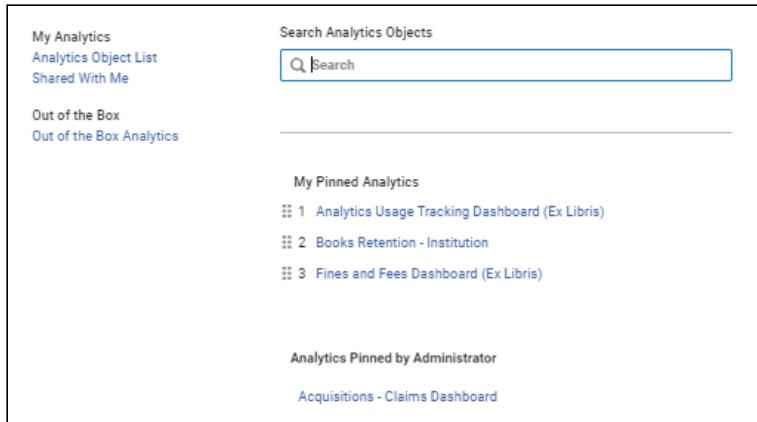 My Analytics
Analytics Object List
Shared With Me
Out of the Box
Out of the Box Analytics
Search Analytics Objects
Search
My Pinned Analytics
1 Analytics Usage Tracking Dashboard (Ex Libris)
2 Books Retention - Institution
3 Fines and Fees Dashboard (Ex Libris)
Analytics Pinned by Administrator
Acquisitions - Claims Dashboard